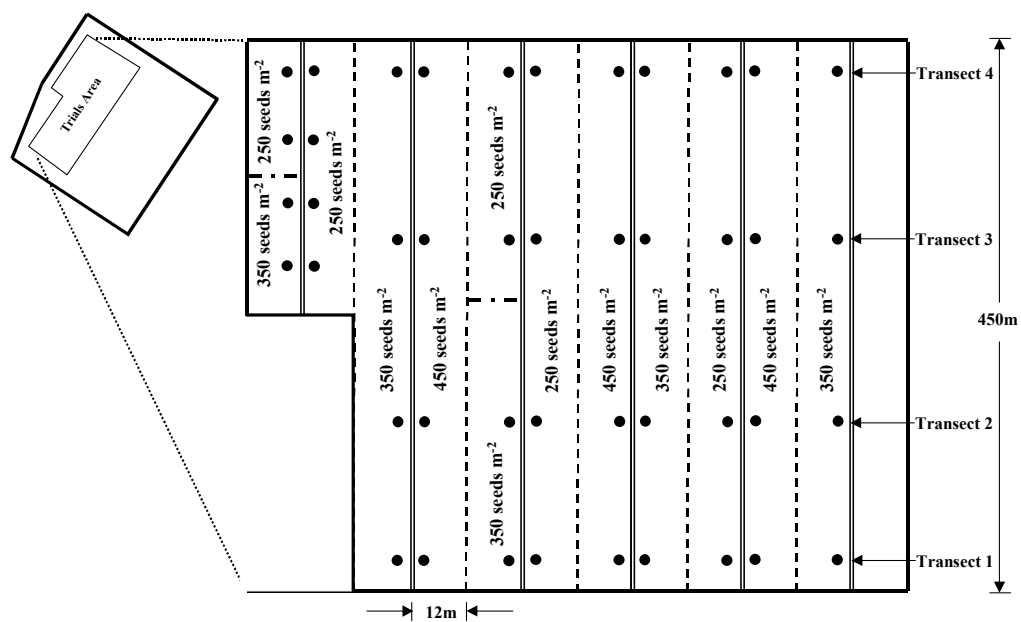 Trials Area
250 seeds m-2
350 seeds m-2
250 seeds m-2
350 seeds m-2
450 seeds m-2
250 seeds m-2
350 seeds m-2
250 seeds m-2
450 seeds m-2
350 seeds m-2
250 seeds m-2
450 seeds m-2
350 seeds m-2
Transect 4
Transect 3
450m
Transect 2
Transect 1
12m